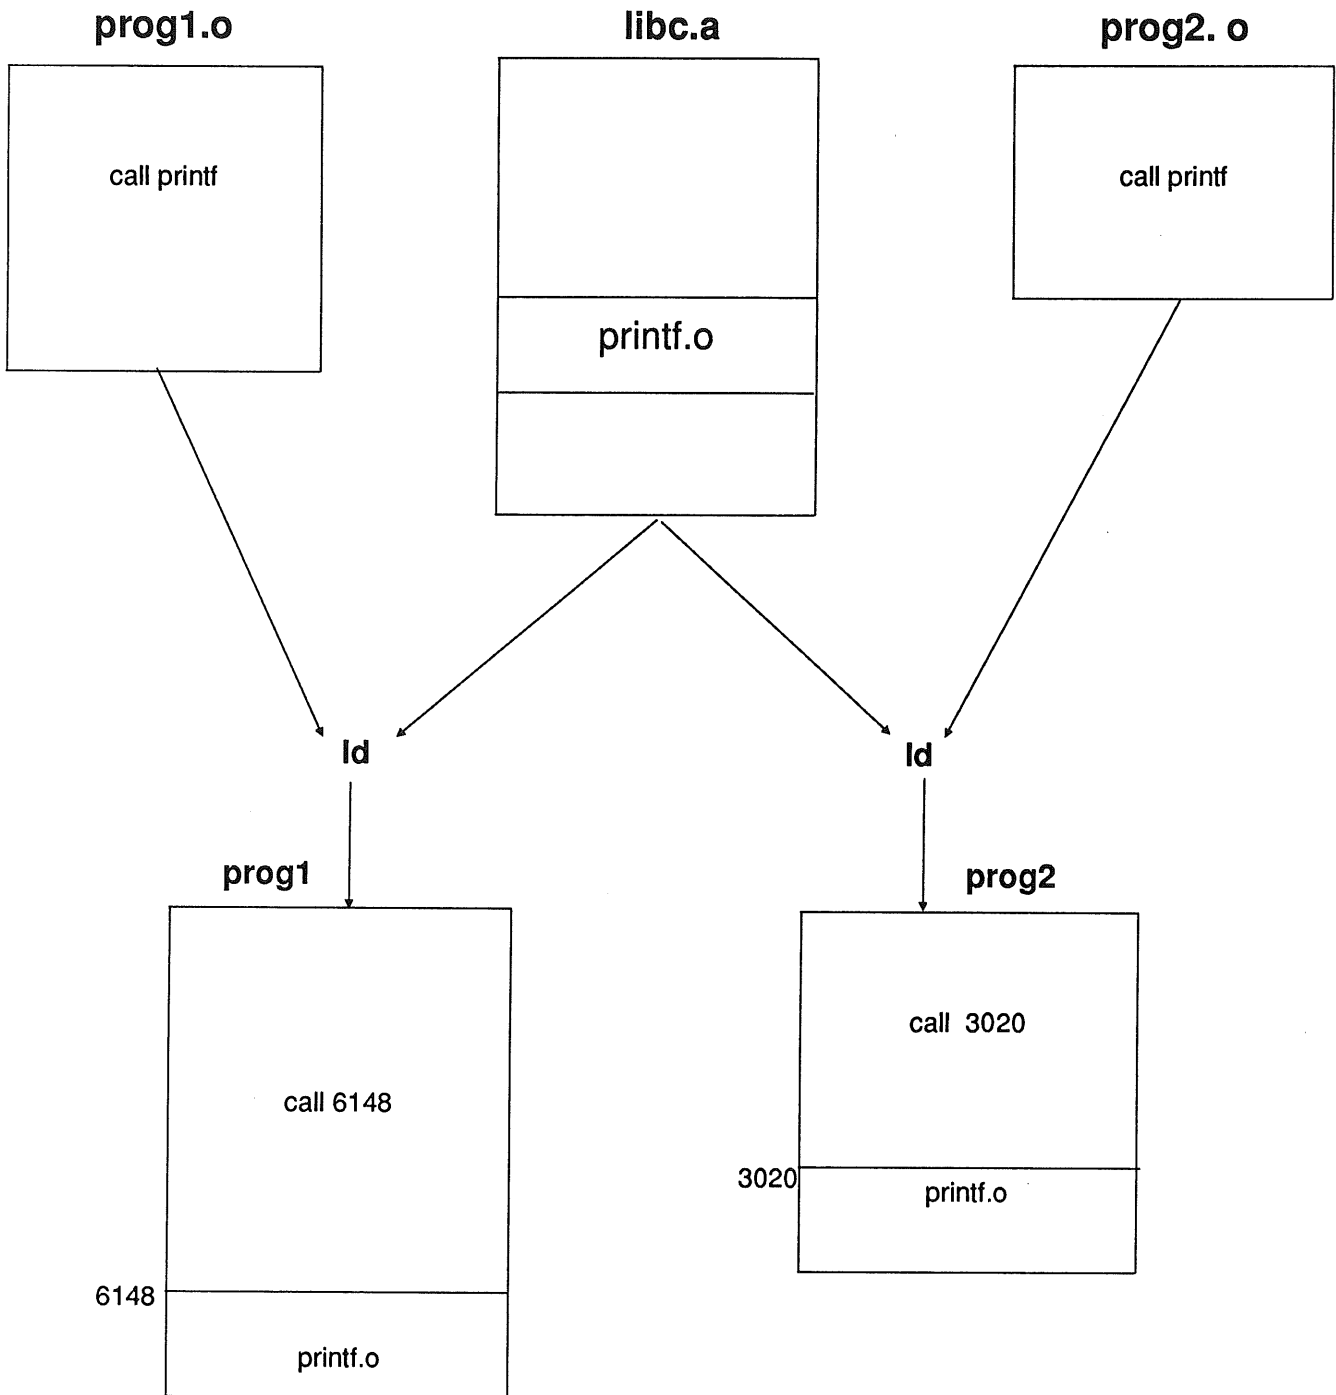 prog1.o
libc.a
prog2. o
call printf
call printf
printf.o
ld
ld
prog1
prog2
call 3020
call 6148
3020
printf.o
6148
printf.o